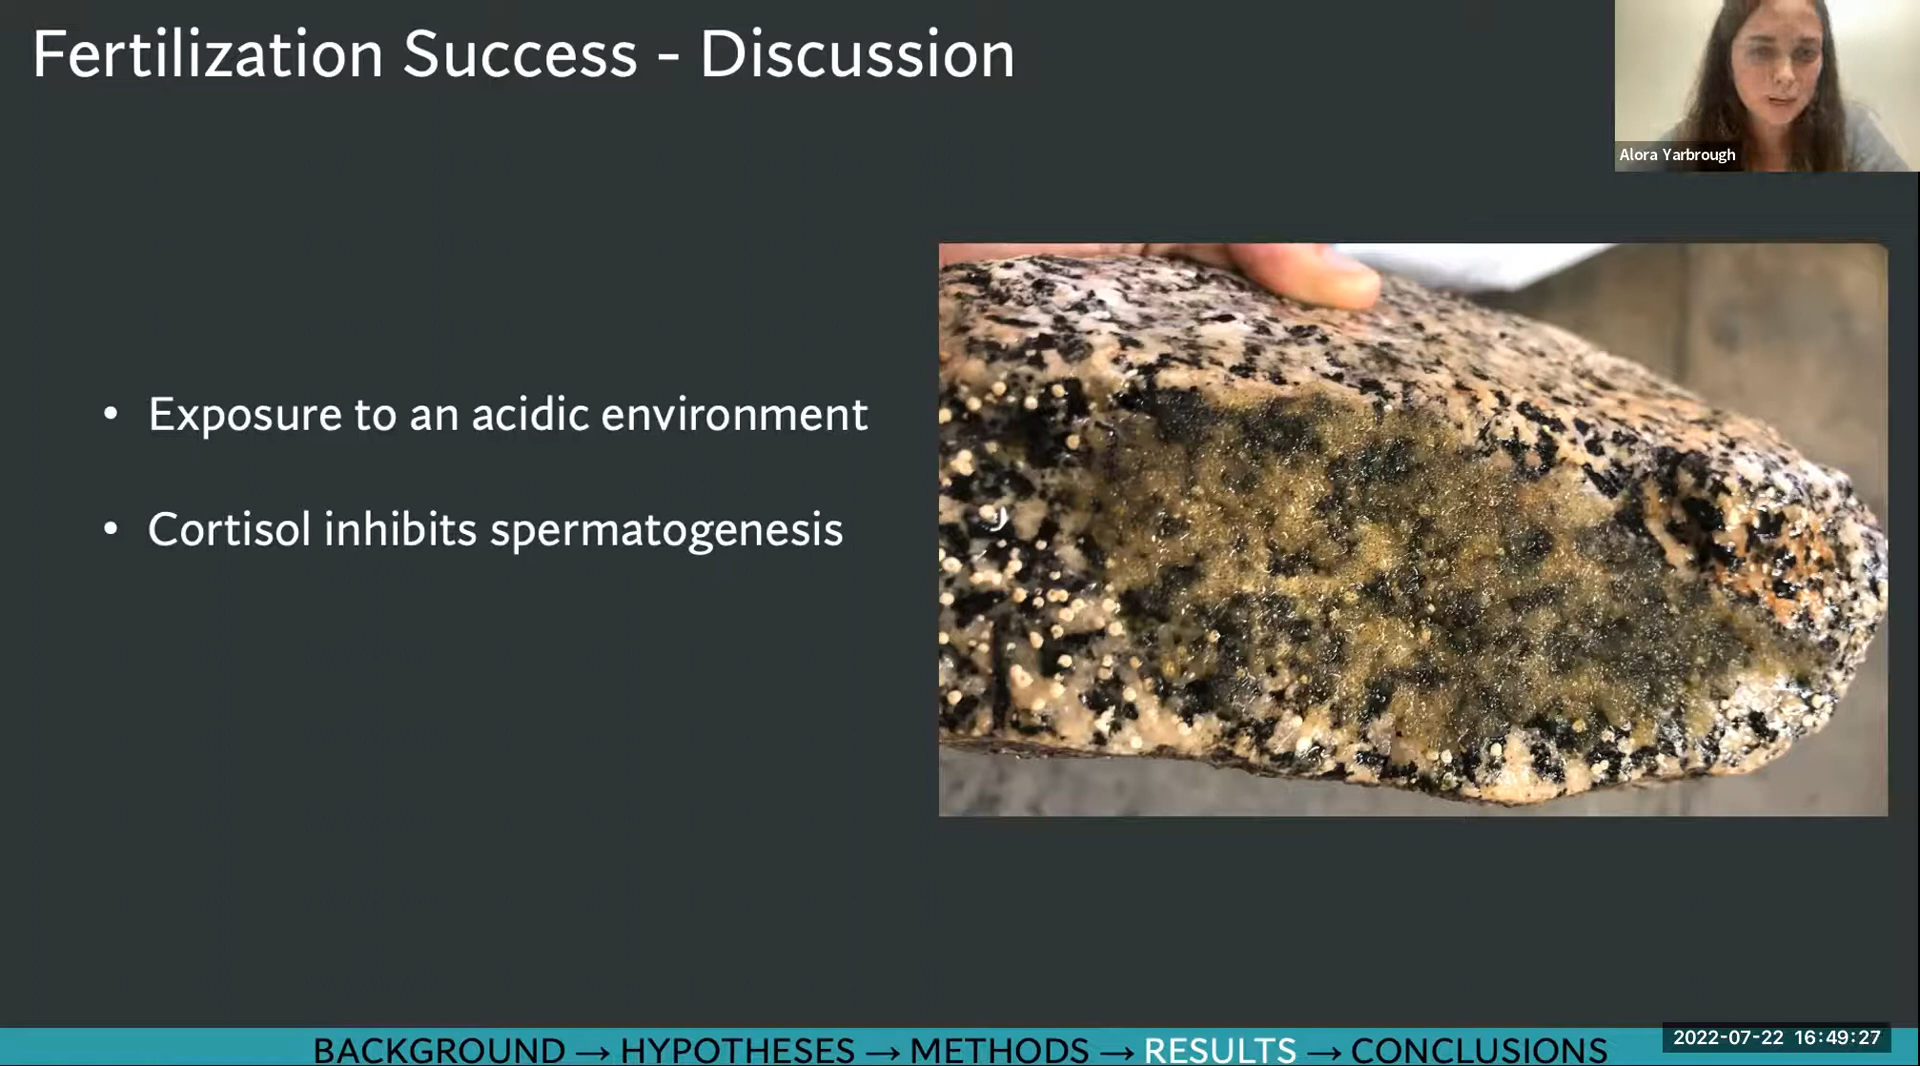 Fertilization Success - Discussion
Alora Yarbrough
• Exposure to an acidic environment
• Cortisol inhibits spermatogenesis
BACKGROUND → HYPOTHESES → METHODS → RESULTS → CONCLUSIONS
2022-07-22 16:49:27